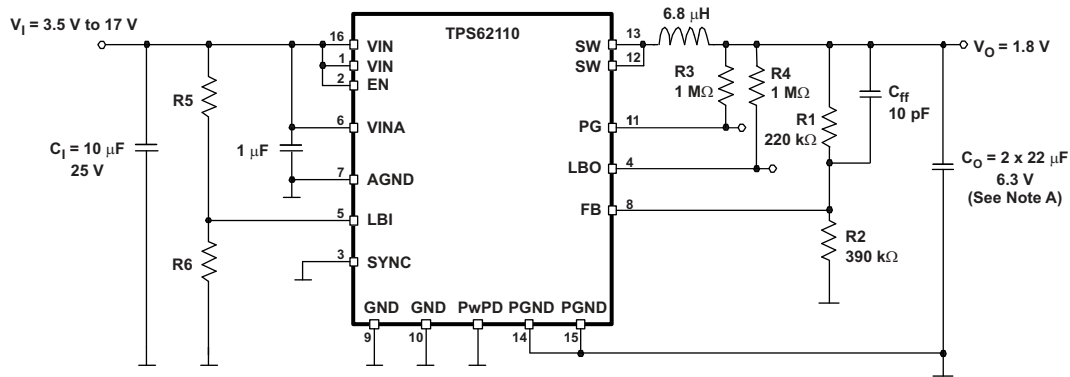 V_I = 3.5 V to 17 V
TPS62110
6.8 μH
V_O = 1.8 V
16 VIN
1 VIN
2 EN
6 VINA
7 AGND
5 LBI
3 SYNC
SW 13
SW 12
PG 11
LBO 4
FB 8
R5
R6
C_I = 10 μF
25 V
1 μF
R3
1 MΩ
R4
1 MΩ
R1
220 kΩ
C_ff
10 pF
R2
390 kΩ
C_O = 2 x 22 μF
6.3 V
(See Note A)
GND GND PwPD PGND PGND
9 10 14 15